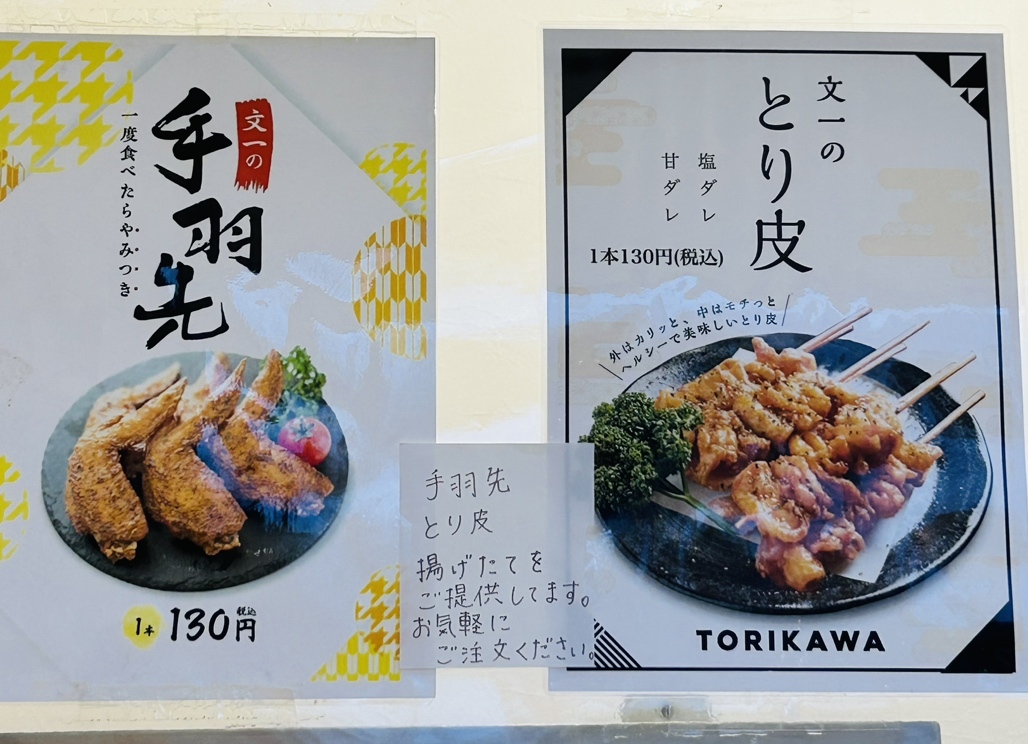 文一の
手羽先
一度食べたらやみつき
1本 130円 税込
文一の
とり皮
塩ダレ
甘ダレ
1本130円(税込)
外はカリッと、中はモチっと
ヘルシーで美味しいとり皮
TORIKAWA
手羽先
とり皮
揚げたてを
ご提供してます。
お気軽に
ご注文ください。